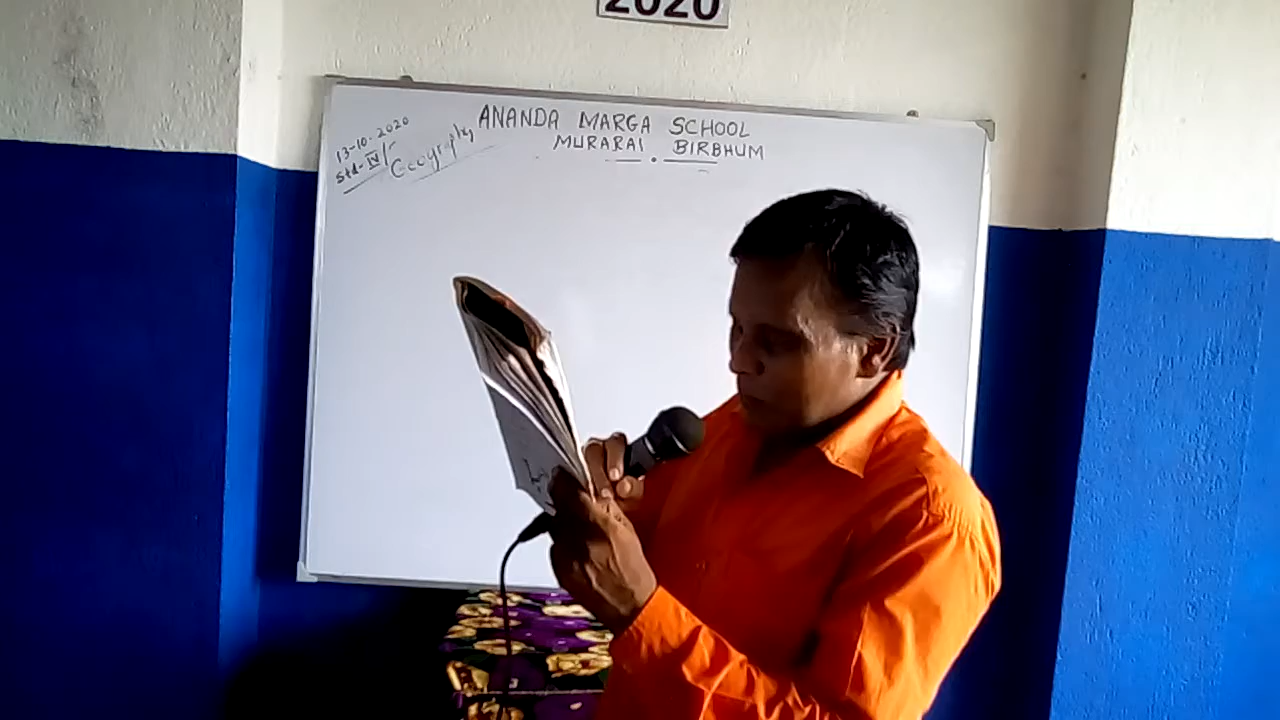 2020
ANANDA MARGA SCHOOL
MURARAI BIRBHUM
13-10-2020
Std-IV/-
Geography